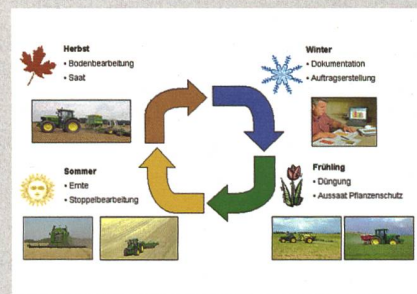 Herbst
• Bodenbearbeitung
• Saat
Winter
• Dokumentation
• Auftragserstellung
Sommer
• Ernte
• Stoppelbearbeitung
Frühling
• Düngung
• Aussaat Pflanzenschutz